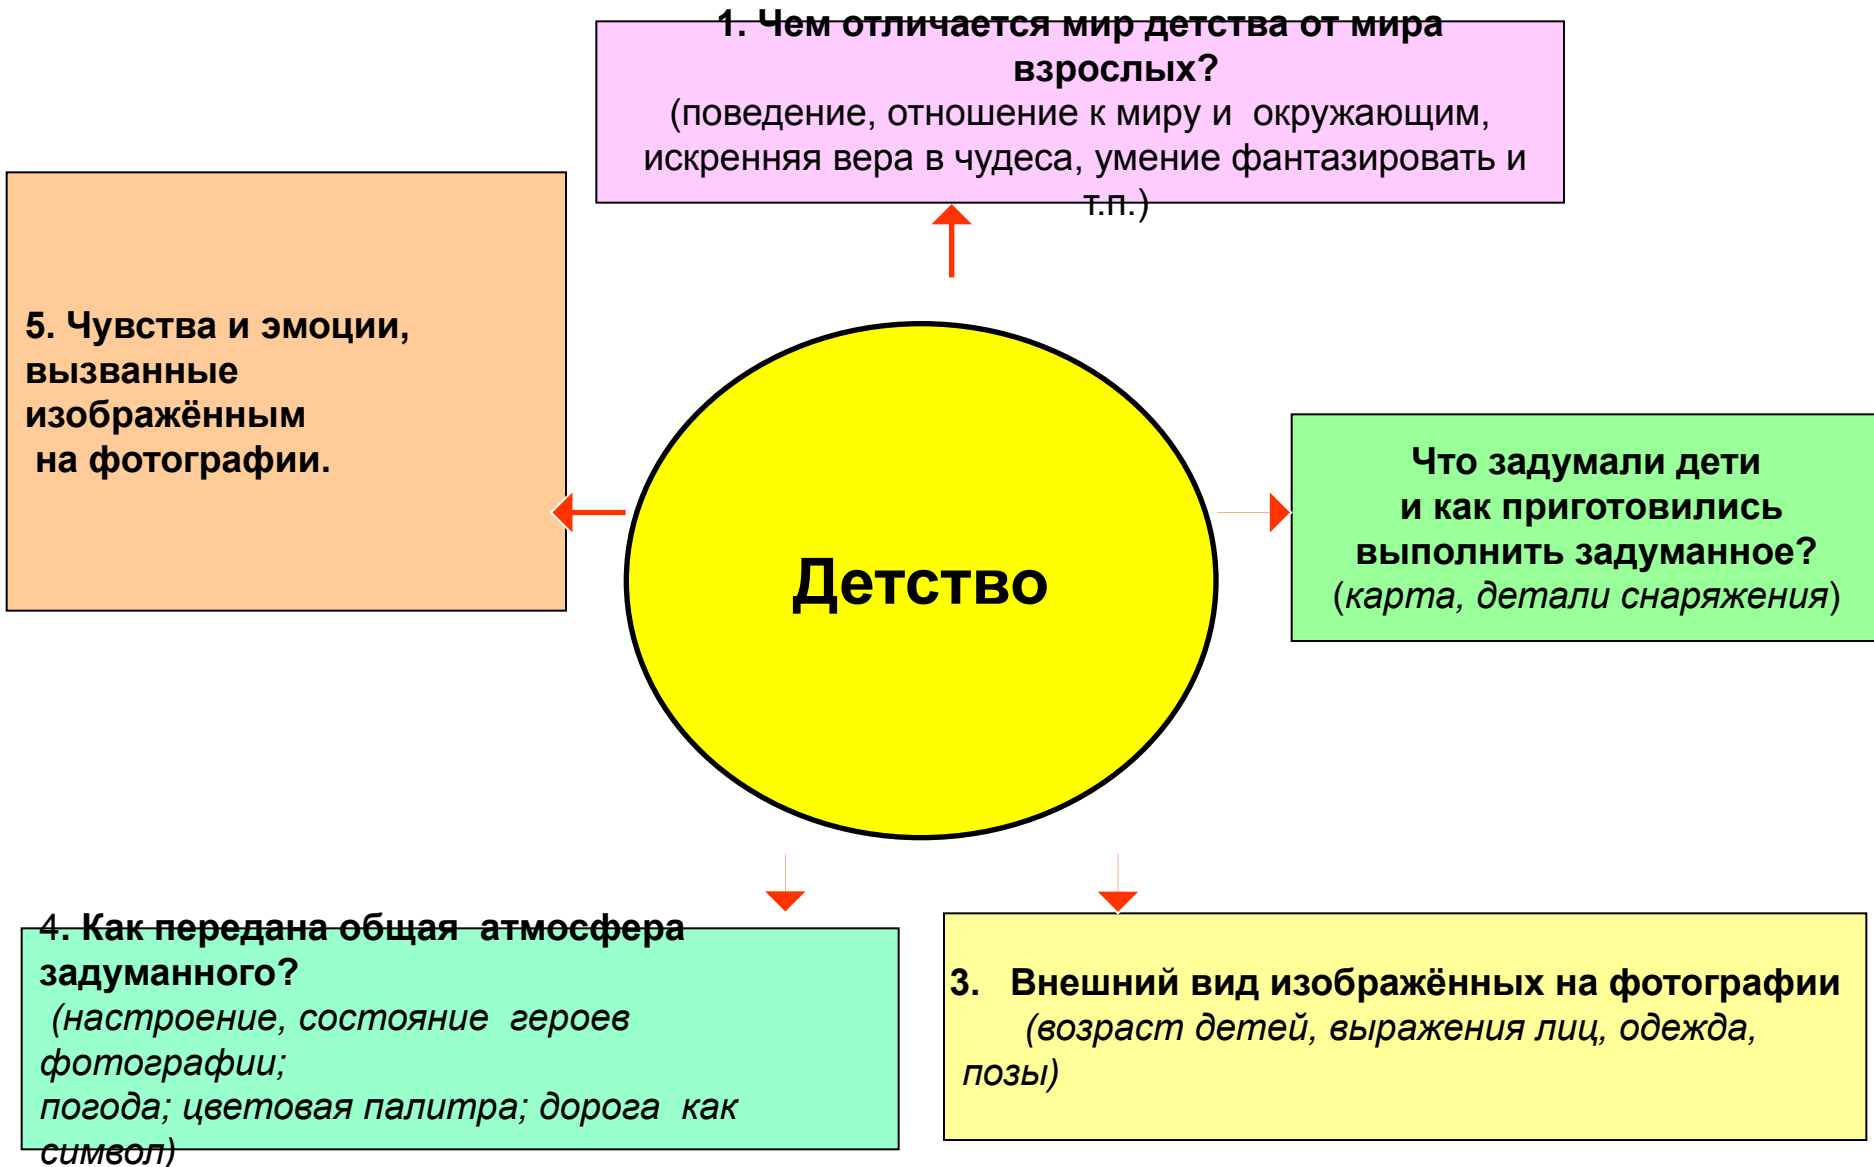 1. Чем отличается мир детства от мира
взрослых?
(поведение, отношение к миру и окружающим,
искренняя вера в чудеса, умение фантазировать и
т.п.)
5. Чувства и эмоции,
вызванные
изображённым
на фотографии.
Что задумали дети
и как приготовились
выполнить задуманное?
(карта, детали снаряжения)
Детство
4. Как передана общая атмосфера
задуманного?
(настроение, состояние героев
фотографии;
погода; цветовая палитра; дорога как
символ)
3. Внешний вид изображённых на фотографии
(возраст детей, выражения лиц, одежда,
позы)